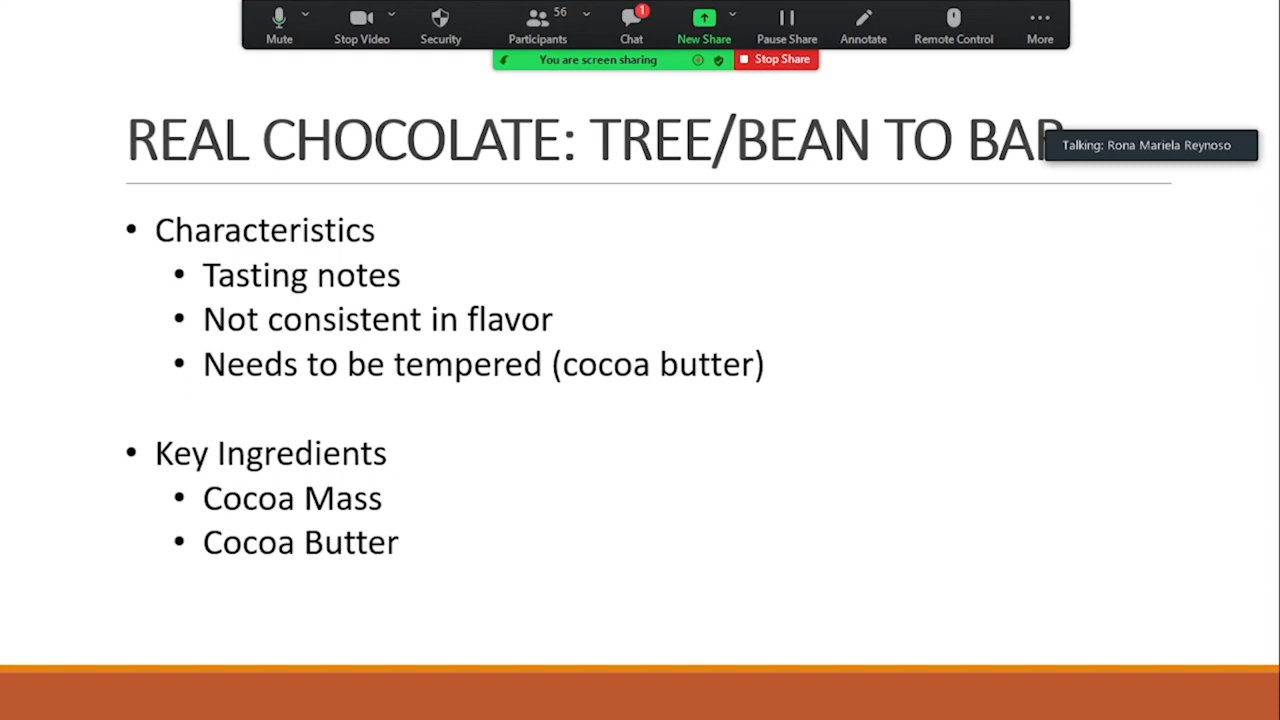 56
1
Mute
Stop Video
Security
Participants
Chat
New Share
Pause Share
Annotate
Remote Control
More
You are screen sharing
Stop Share
REAL CHOCOLATE: TREE/BEAN TO BAR
Talking: Rona Mariela Reynoso
• Characteristics
• Tasting notes
• Not consistent in flavor
• Needs to be tempered (cocoa butter)
• Key Ingredients
• Cocoa Mass
• Cocoa Butter